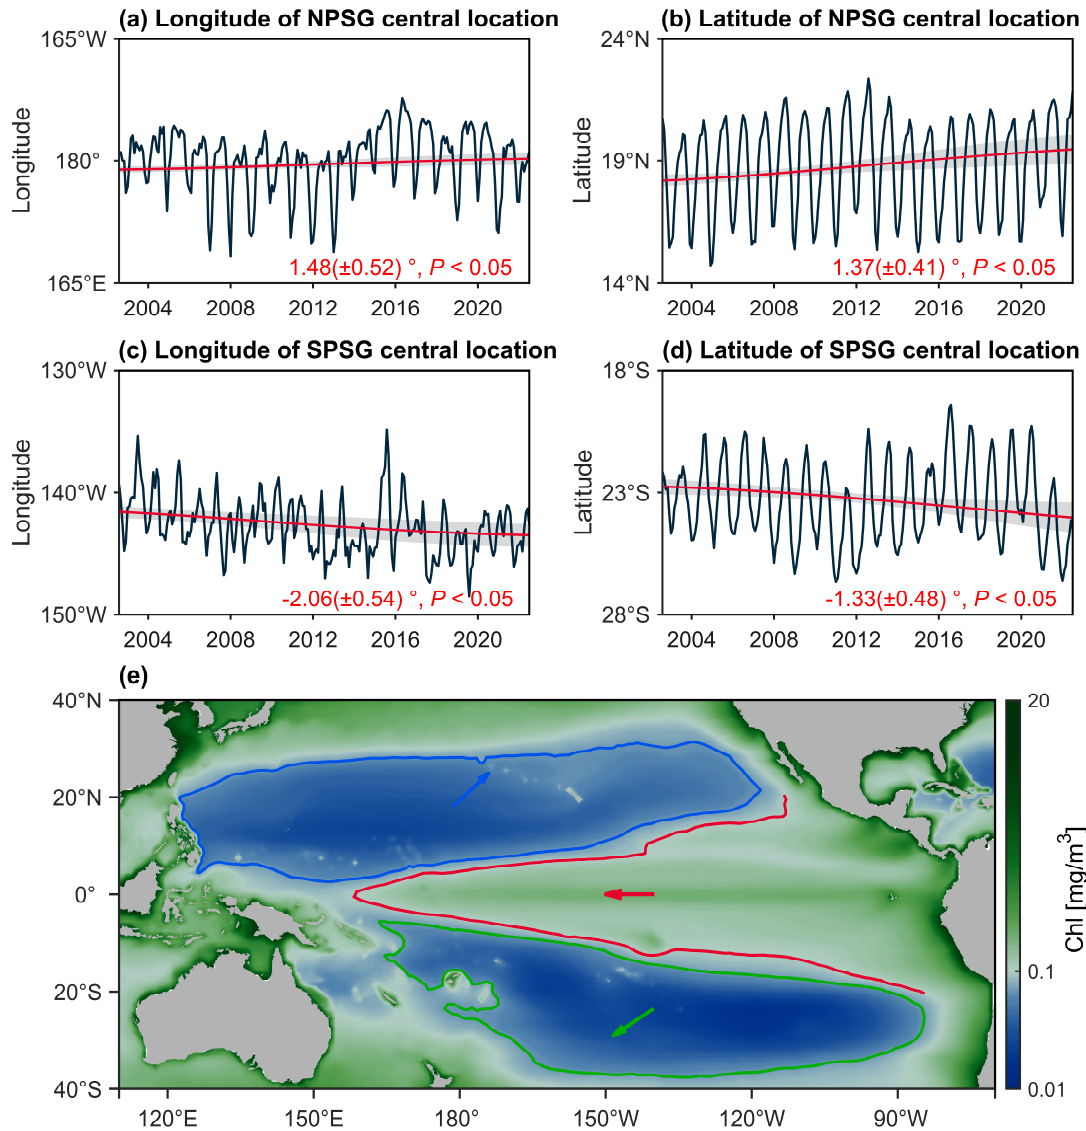 (a) Longitude of NPSG central location
165°W
180°
165°E
Longitude
1.48(±0.52) °, P < 0.05
2004 2008 2012 2016 2020
(b) Latitude of NPSG central location
24°N
19°N
14°N
Latitude
1.37(±0.41) °, P < 0.05
2004 2008 2012 2016 2020
(c) Longitude of SPSG central location
130°W
140°W
150°W
Longitude
-2.06(±0.54) °, P < 0.05
2004 2008 2012 2016 2020
(d) Latitude of SPSG central location
18°S
23°S
28°S
Latitude
-1.33(±0.48) °, P < 0.05
2004 2008 2012 2016 2020
(e)
40°N
20°N
0°
20°S
40°S
120°E 150°E 180° 150°W 120°W 90°W
20
0.1
0.01
Chl [mg/m³]